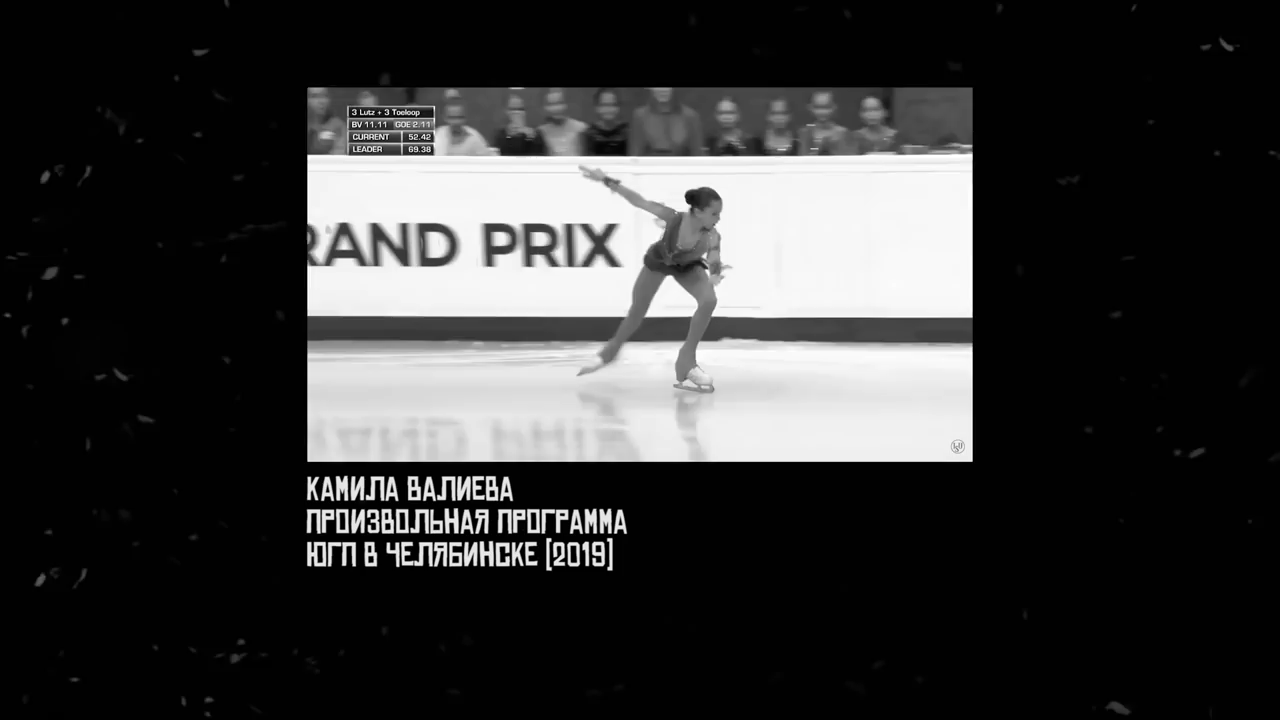 3 Lutz + 3 Toeloop
BV 11.11 GOE 2.11
CURRENT 52.42
LEADER 69.38
RAND PRIX
КАМИЛА ВАЛИЕВА
ПРОИЗВОЛЬНАЯ ПРОГРАММА
ЮГП В ЧЕЛЯБИНСКЕ [2019]